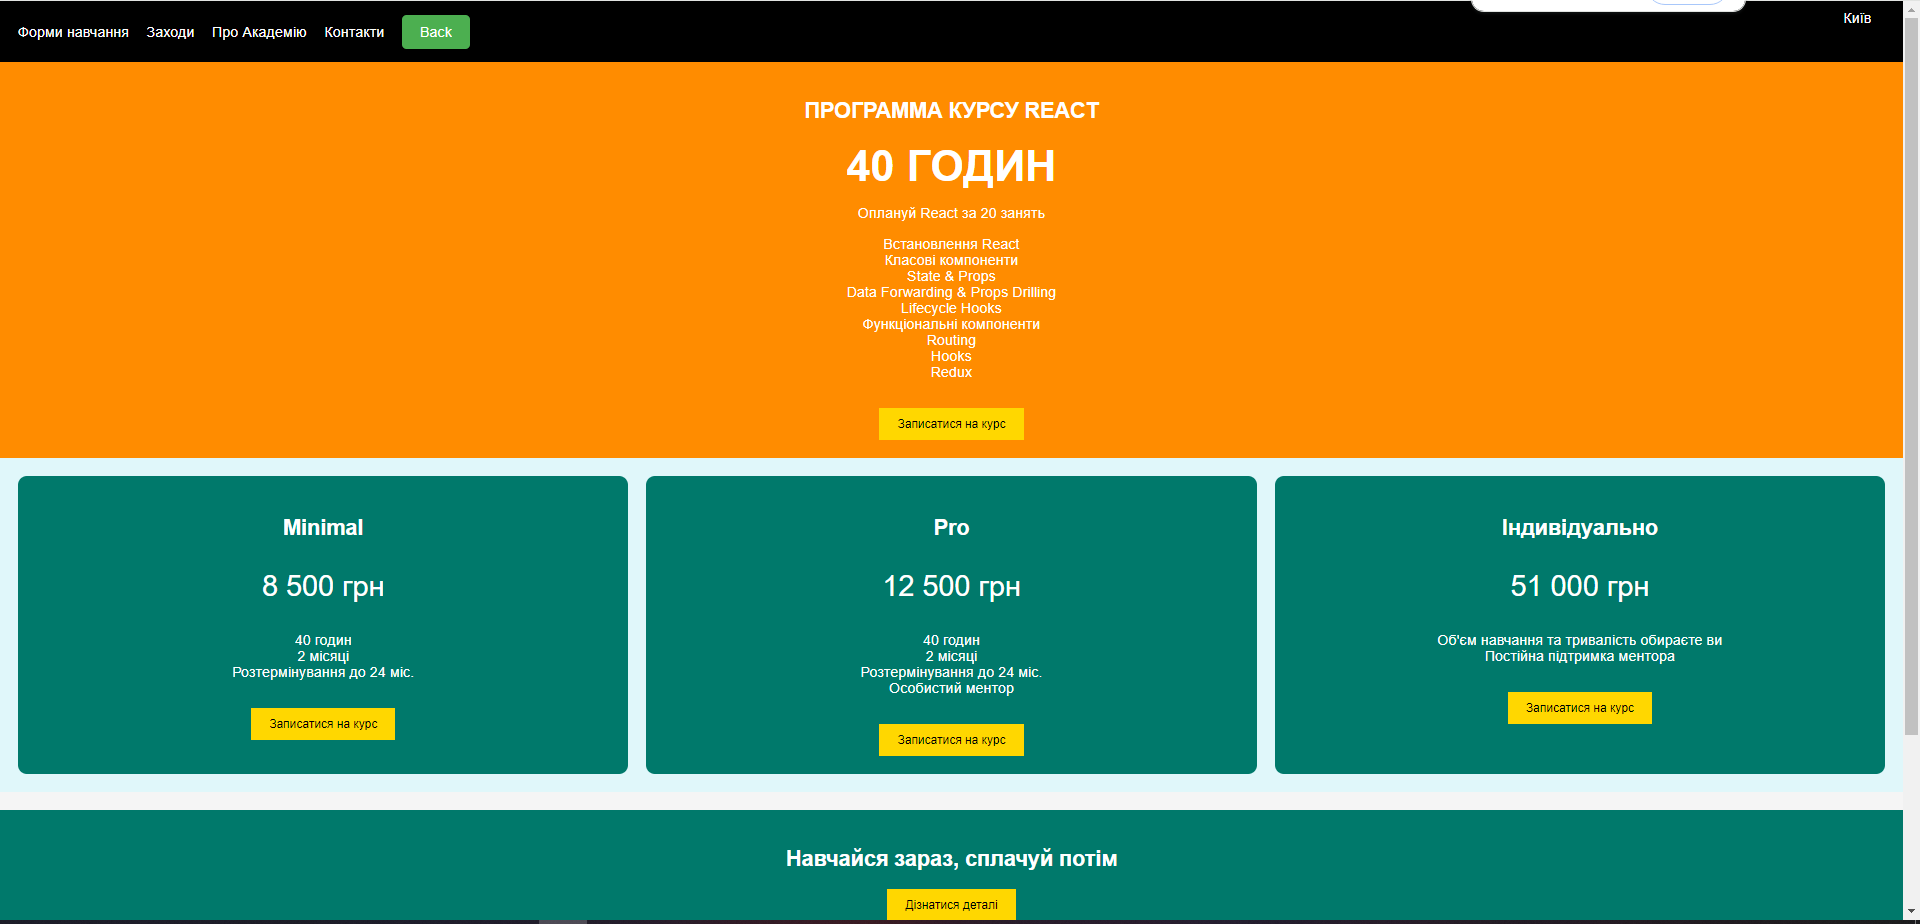 Форми навчання Заходи Про Академію Контакти Back Київ
ПРОГРАММА КУРСУ REACT
40 ГОДИН
Оплануй React за 20 занять
Встановлення React
Класові компоненти
State & Props
Data Forwarding & Props Drilling
Lifecycle Hooks
Функціональні компоненти
Routing
Hooks
Redux
Записатися на курс
Minimal
8 500 грн
40 годин
2 місяці
Розтермінування до 24 міс.
Записатися на курс
Pro
12 500 грн
40 годин
2 місяці
Розтермінування до 24 міс.
Особистий ментор
Записатися на курс
Індивідуально
51 000 грн
Об'єм навчання та тривалість обираєте ви
Постійна підтримка ментора
Записатися на курс
Навчайся зараз, сплачуй потім
Дізнатися деталі